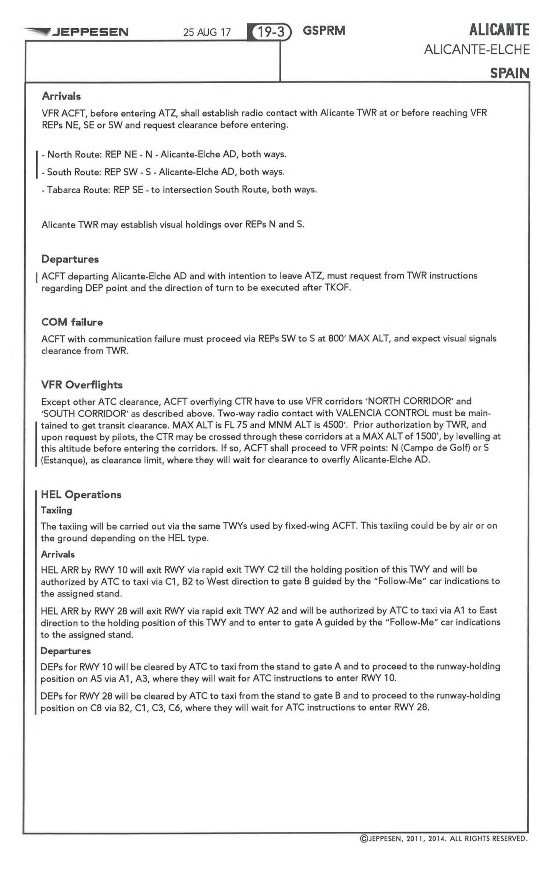 JEPPESEN 25 AUG 17 19-3 GSPRM ALICANTE
ALICANTE-ELCHE
SPAIN
Arrivals
VFR ACFT, before entering ATZ, shall establish radio contact with Alicante TWR at or before reaching VFR
REPs NE, SE or SW and request clearance before entering.
- North Route: REP NE - N - Alicante-Elche AD, both ways.
- South Route: REP SW - S - Alicante-Elche AD, both ways.
- Tabarca Route: REP SE - to intersection South Route, both ways.
Alicante TWR may establish visual holdings over REPs N and S.
Departures
ACFT departing Alicante-Elche AD and with intention to leave ATZ, must request from TWR instructions
regarding DEP point and the direction of turn to be executed after TKOF.
COM failure
ACFT with communication failure must proceed via REPs SW to S at 800' MAX ALT, and expect visual signals
clearance from TWR.
VFR Overflights
Except other ATC clearance, ACFT overflying CTR have to use VFR corridors 'NORTH CORRIDOR' and
'SOUTH CORRIDOR' as described above. Two-way radio contact with VALENCIA CONTROL must be main-
tained to get transit clearance. MAX ALT is FL 75 and MNM ALT is 4500'. Prior authorization by TWR, and
upon request by pilots, the CTR may be crossed through these corridors at a MAX ALT of 1500', by levelling at
this altitude before entering the corridors. If so, ACFT shall proceed to VFR points: N (Campo de Golf) or S
(Estanque), as clearance limit, where they will wait for clearance to overfly Alicante-Elche AD.
HEL Operations
Taxiing
The taxiing will be carried out via the same TWYs used by fixed-wing ACFT. This taxiing could be by air or on
the ground depending on the HEL type.
Arrivals
HEL ARR by RWY 10 will exit RWY via rapid exit TWY C2 till the holding position of this TWY and will be
authorized by ATC to taxi via C1, B2 to West direction to gate B guided by the "Follow-Me" car indications to
the assigned stand.
HEL ARR by RWY 28 will exit RWY via rapid exit TWY A2 and will be authorized by ATC to taxi via A1 to East
direction to the holding position of this TWY and to enter to gate A guided by the "Follow-Me" car indications
to the assigned stand.
Departures
DEPs for RWY 10 will be cleared by ATC to taxi from the stand to gate A and to proceed to the runway-holding
position on A5 via A1, A3, where they will wait for ATC instructions to enter RWY 10.
DEPs for RWY 28 will be cleared by ATC to taxi from the stand to gate B and to proceed to the runway-holding
position on C8 via B2, C1, C3, C6, where they will wait for ATC instructions to enter RWY 28.
©JEPPESEN, 2011, 2014. ALL RIGHTS RESERVED.